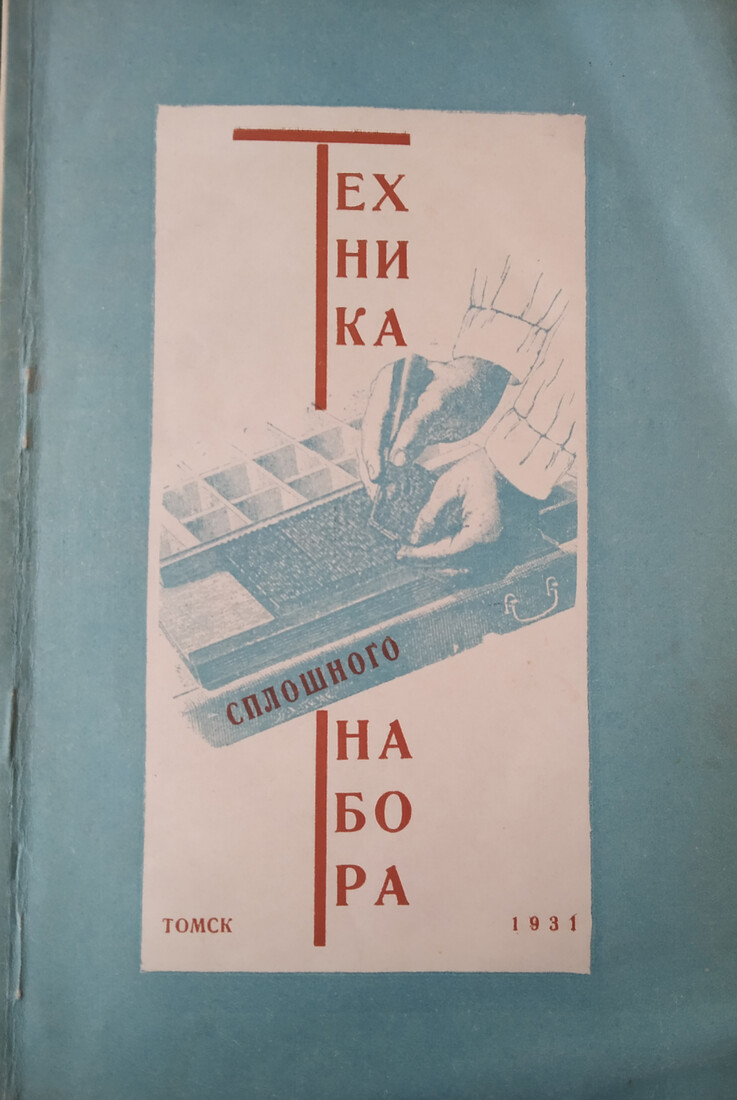 ТЕХ
НИ
КА
СПЛОШНОГО
НА
БО
РА
ТОМСК 1931